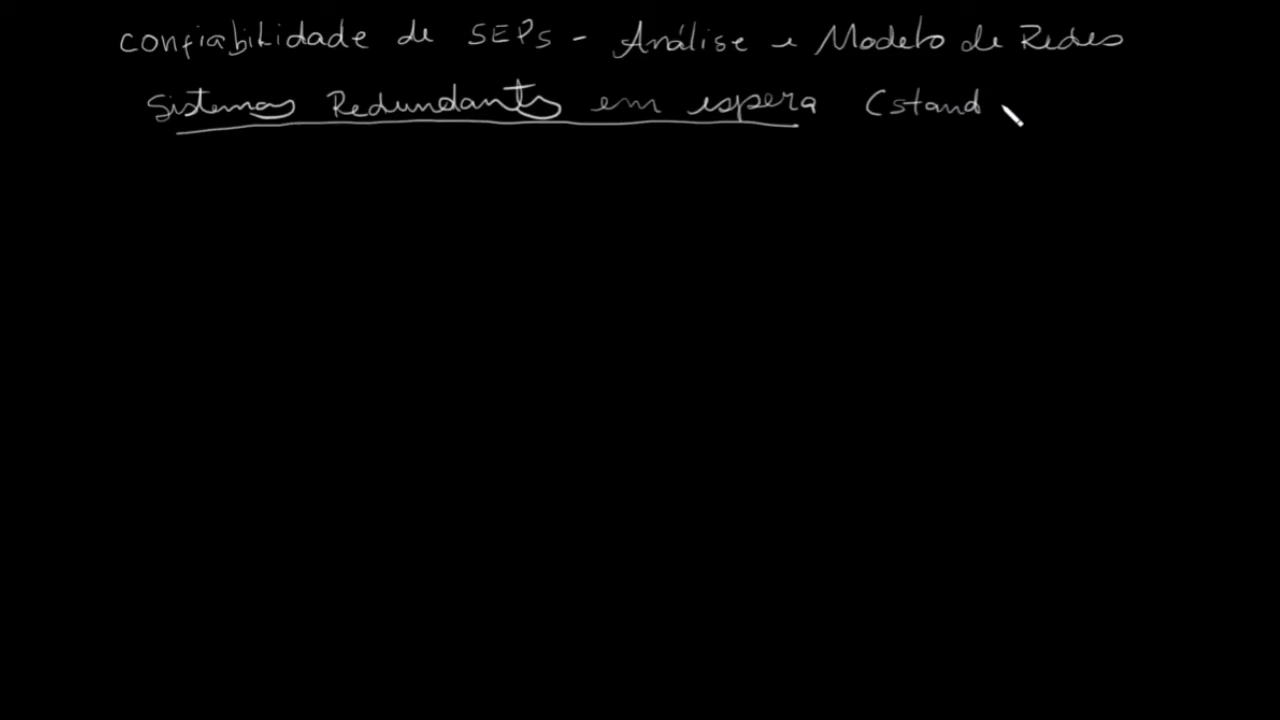 Confiabilidade de SEPs - Análise e Modelo de Redes
Sistemas Redundantes em espera (stand